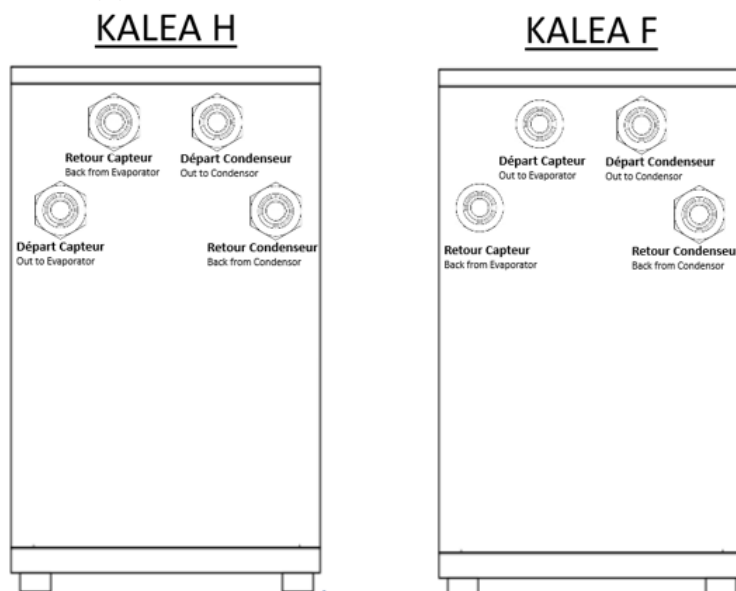 KALEA H
KALEA F
Retour Capteur
Back from Evaporator
Départ Condenseur
Out to Condensor
Départ Capteur
Out to Evaporator
Retour Condenseur
Back from Condensor
Départ Capteur
Out to Evaporator
Départ Condenseur
Out to Condensor
Retour Capteur
Back from Evaporator
Retour Condenseur
Back from Condensor